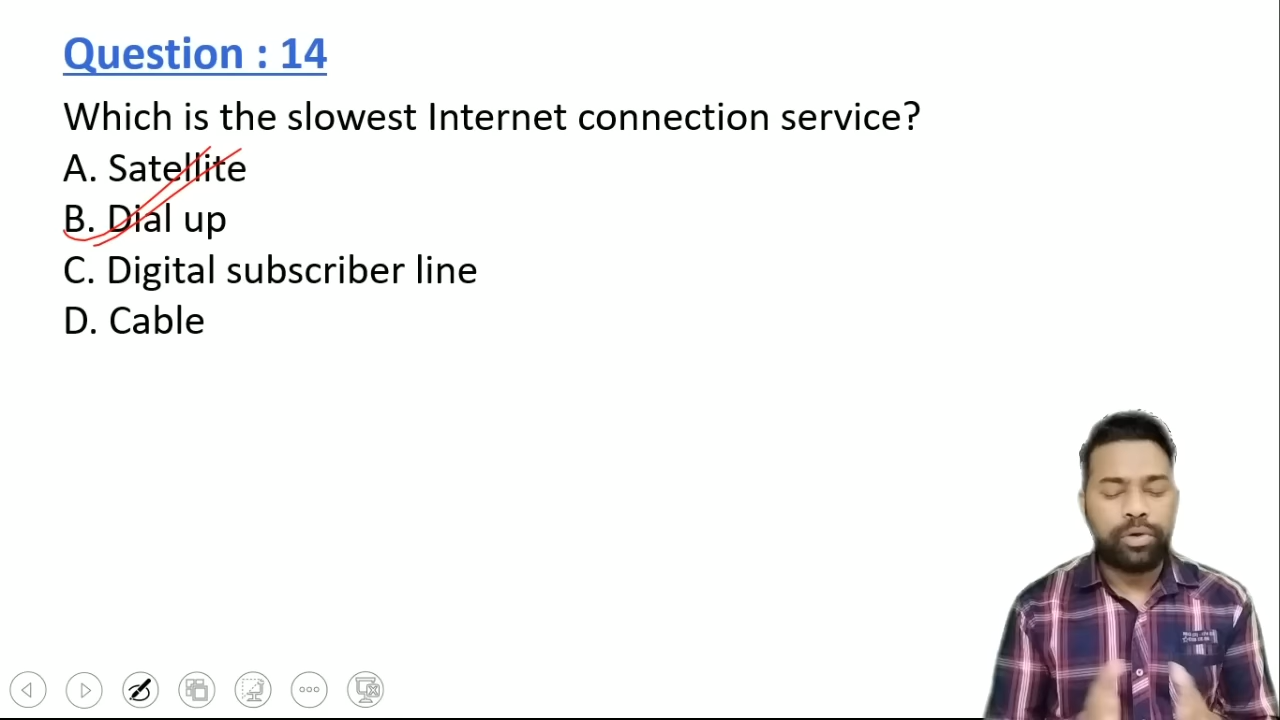 Question : 14
Which is the slowest Internet connection service?
A. Satellite
B. Dial up
C. Digital subscriber line
D. Cable